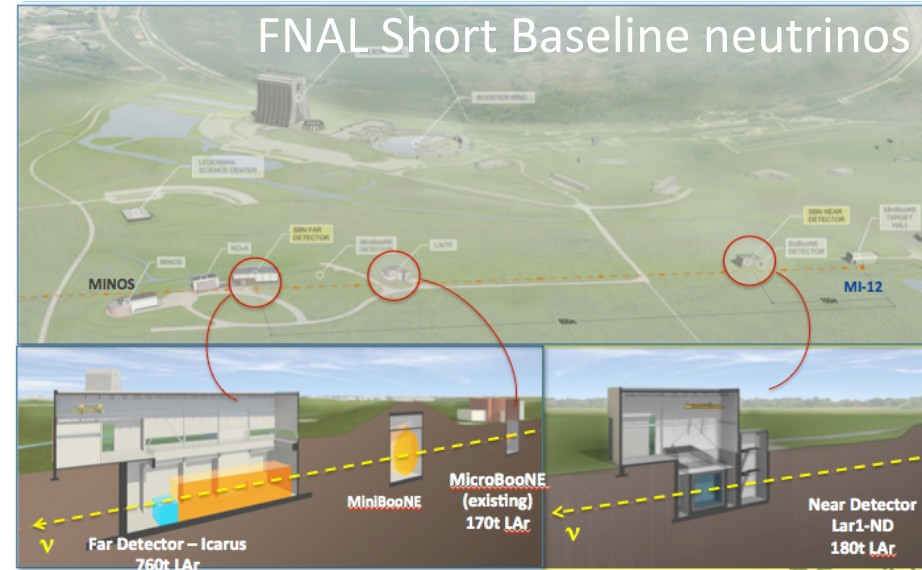 FNAL Short Baseline neutrinos
BOOSTER RING
LEDERMAN
SCIENCE CENTER
SBN FAR
DETECTOR
MiniBooNE
DETECTOR
LArTF
NOvA
MINOS
MINOS
SBN NEAR
DETECTOR
SciBooNE
DETECTOR
MiniBooNE
TARGET
HALL
MI-12
MiniBooNE
MicroBooNE
(existing)
170t LAr
ν
Far Detector – Icarus
760t LAr
ν
Near Detector
Lar1-ND
180t LAr